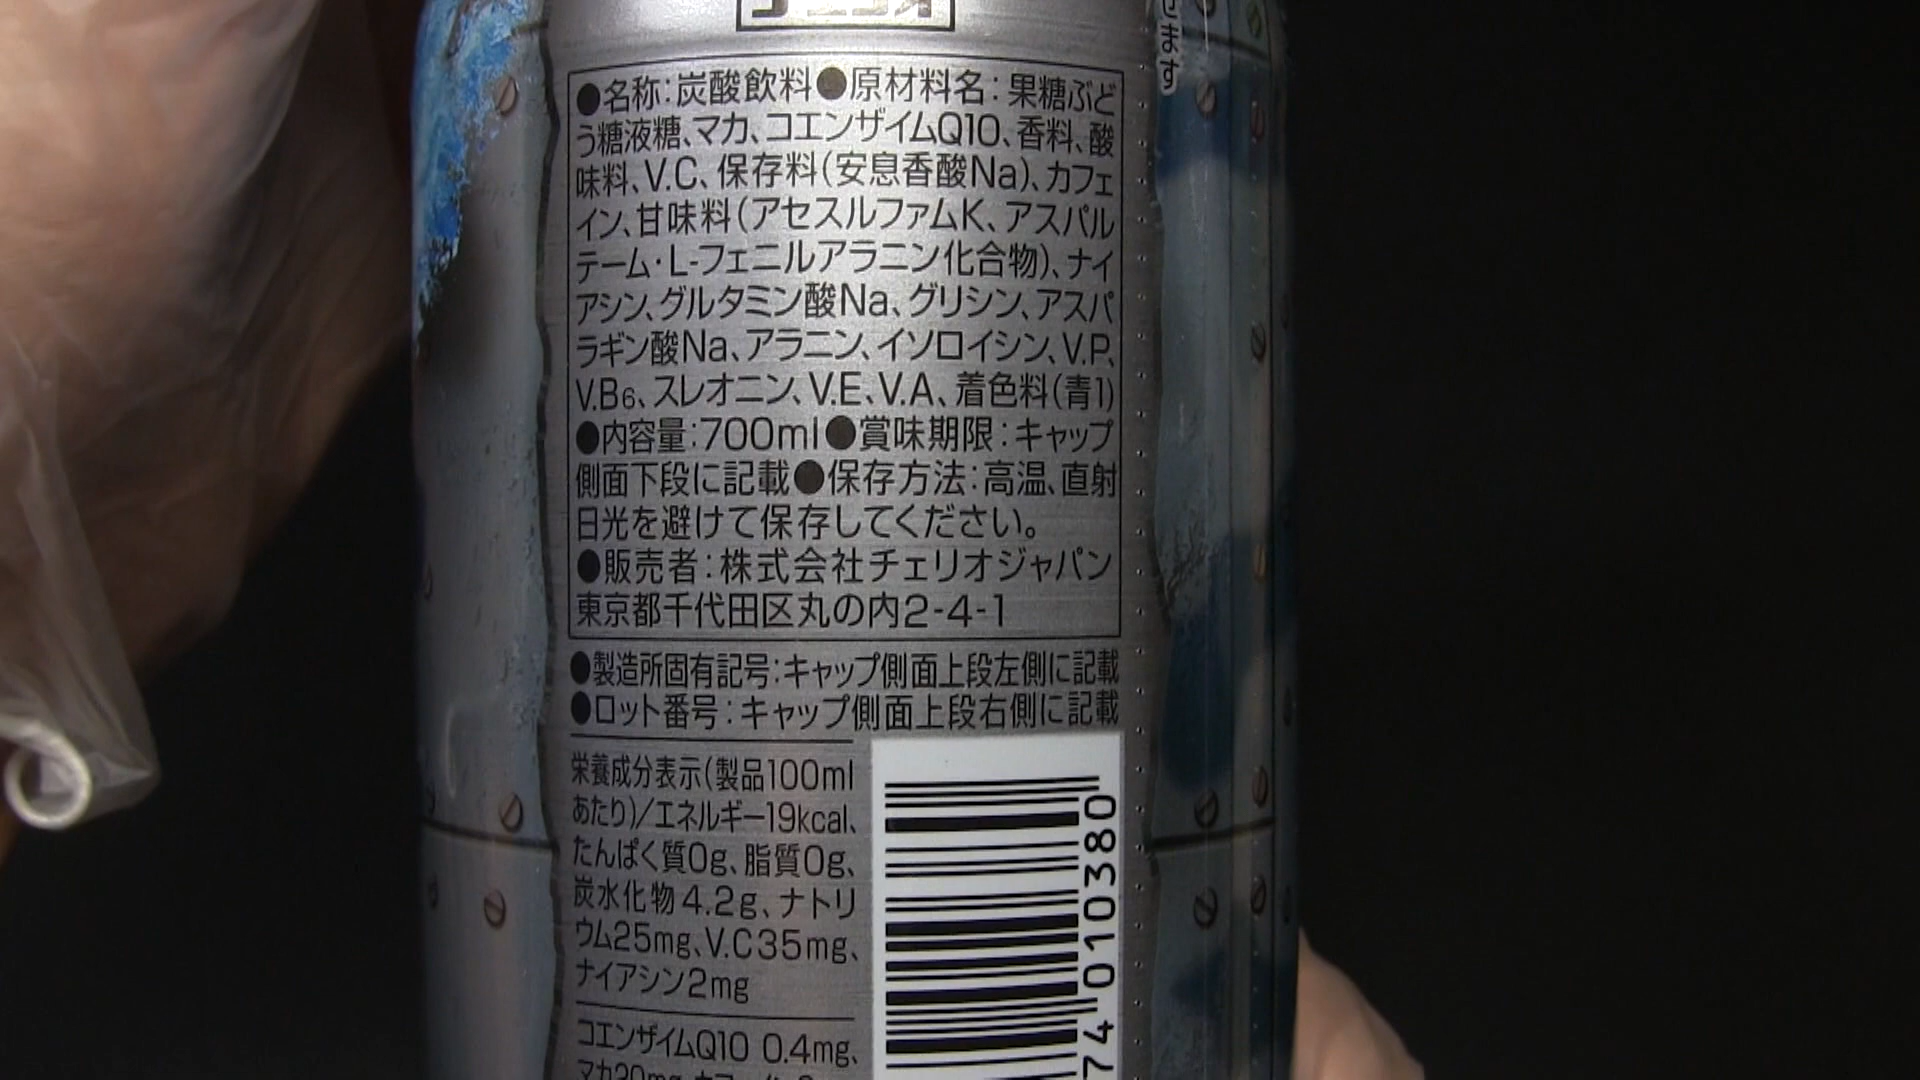 せます
●名称:炭酸飲料●原材料名:果糖ぶど
う糖液糖、マカ、コエンザイムQ10、香料、酸
味料、V.C、保存料(安息香酸Na)、カフェ
イン、甘味料(アセスルファムK、アスパル
テーム・L-フェニルアラニン化合物)、ナイ
アシン、グルタミン酸Na、グリシン、アスパ
ラギン酸Na、アラニン、イソロイシン、V.P、
V.B6、スレオニン、V.E、V.A、着色料(青1)
●内容量:700ml●賞味期限:キャップ
側面下段に記載●保存方法:高温、直射
日光を避けて保存してください。
●販売者:株式会社チェリオジャパン
東京都千代田区丸の内2-4-1
●製造所固有記号:キャップ側面上段左側に記載
●ロット番号:キャップ側面上段右側に記載
栄養成分表示(製品100ml
あたり)/エネルギー19kcal、
たんぱく質0g、脂質0g、
炭水化物4.2g、ナトリ
ウム25mg、V.C35mg、
ナイアシン2mg
コエンザイムQ10 0.4mg、
マカ20mg
74 010380